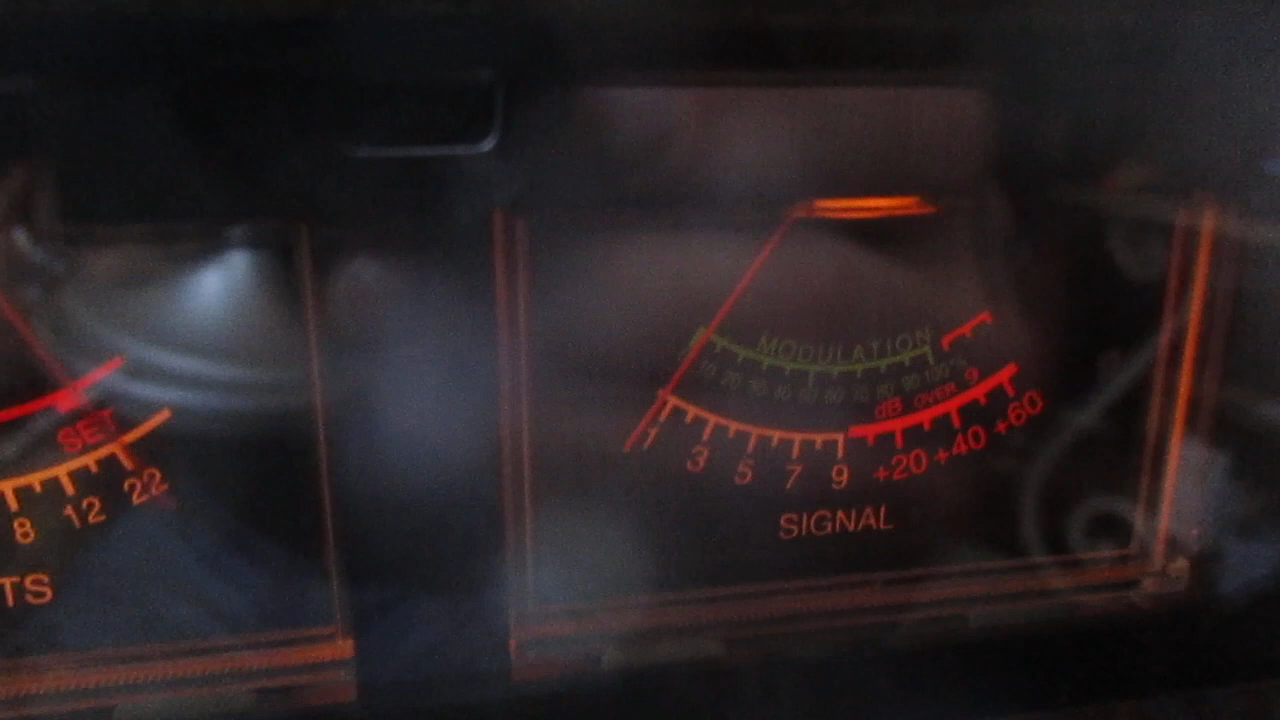 SET
8 12 22
TS
MODULATION
10 20 30 40 50 60 70 80 90 100
dB OVER 9
1 3 5 7 9 +20 +40 +60
SIGNAL